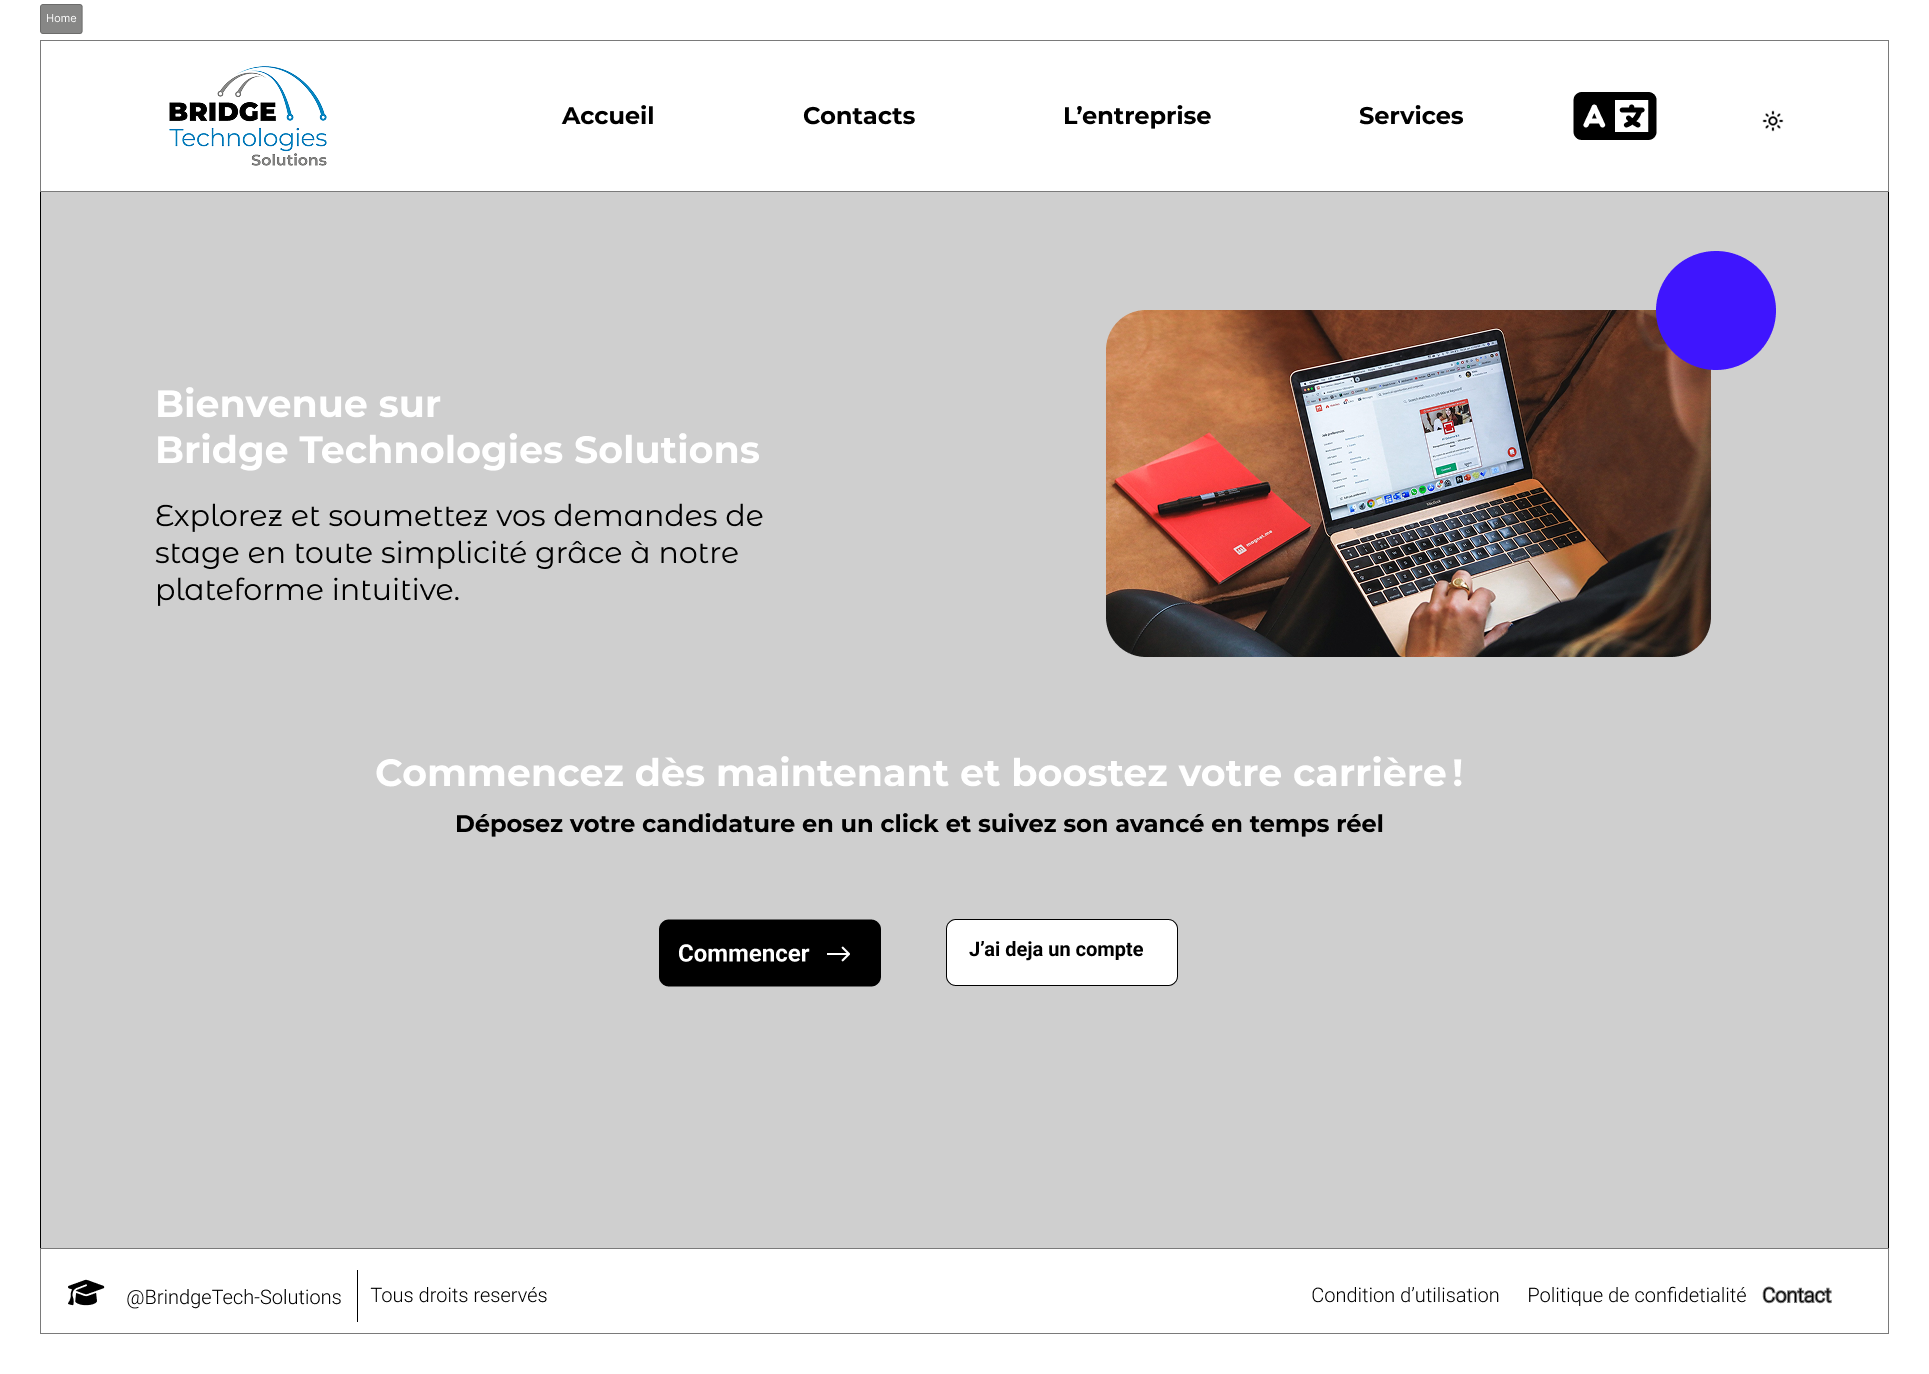 Home
BRIDGE
Technologies
Solutions
Accueil
Contacts
L’entreprise
Services
A
Bienvenue sur
Bridge Technologies Solutions
Explorez et soumettez vos demandes de
stage en toute simplicité grâce à notre
plateforme intuitive.
magnet.me
Commencez dès maintenant et boostez votre carrière !
Déposez votre candidature en un click et suivez son avancé en temps réel
Commencer →
J’ai deja un compte
@BrindgeTech-Solutions
Tous droits reservés
Condition d’utilisation
Politique de confidetialité
Contact